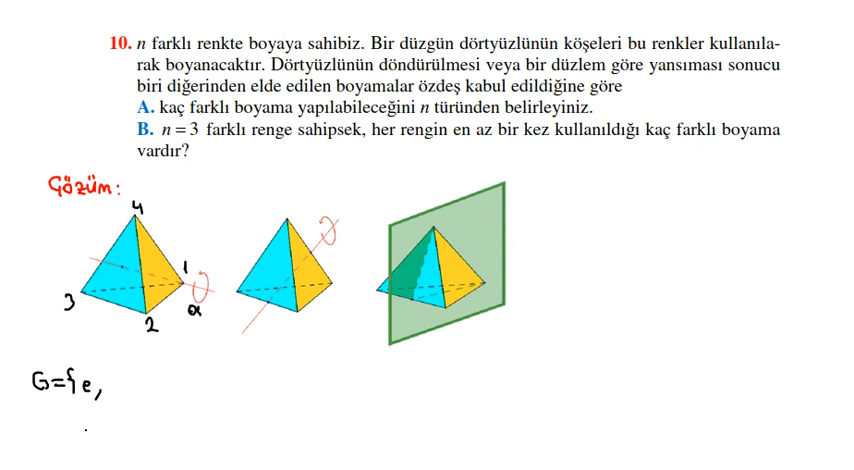 10. n farklı renkte boyaya sahibiz. Bir düzgün dörtyüzlünün köşeleri bu renkler kullanıla-
rak boyanacaktır. Dörtyüzlünün döndürülmesi veya bir düzlem göre yansıması sonucu
biri diğerinden elde edilen boyamalar özdeş kabul edildiğine göre
A. kaç farklı boyama yapılabileceğini n türünden belirleyiniz.
B. n = 3 farklı renge sahipsek, her rengin en az bir kez kullanıldığı kaç farklı boyama
vardır?
Çözüm:
4
1
3
α
2
G={e,